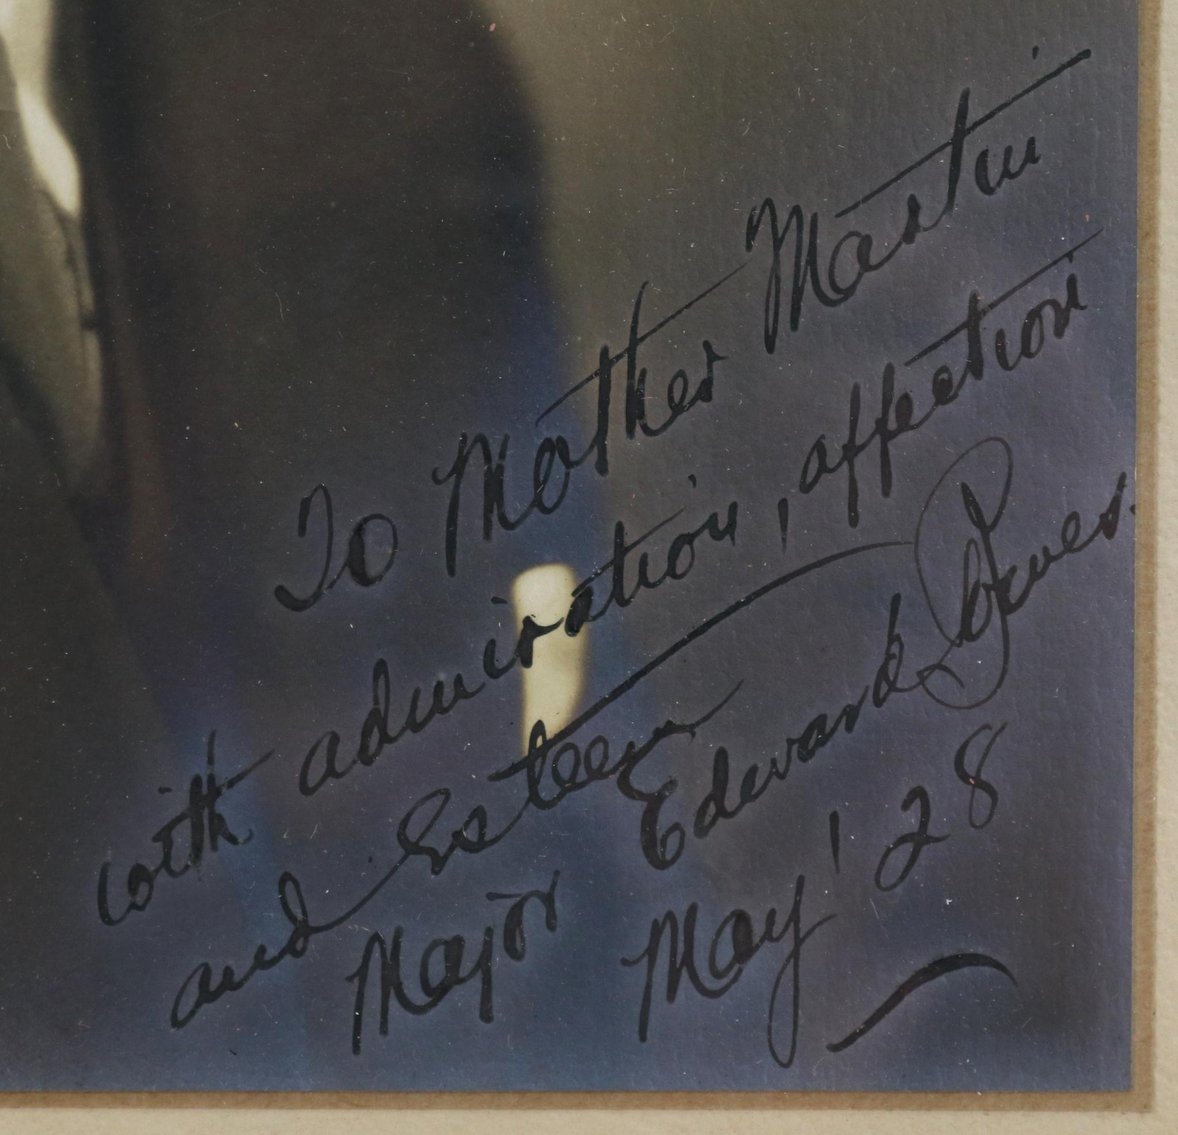 To Mother Martin
with admiration, affection
and Esteem
Major Edward Bowes.
May '28